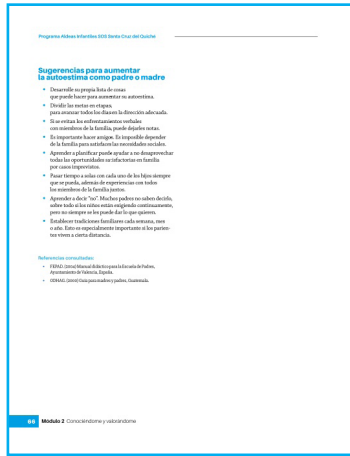 Programa Aldeas Infantiles SOS Santa Cruz del Quiché
Sugerencias para aumentar
la autoestima como padre o madre
• Desarrolle su propia lista de cosas
que puede hacer para aumentar su autoestima.
• Dividir las metas en etapas,
para avanzar todos los días en la dirección adecuada.
• Si se evitan los enfrentamientos verbales
con miembros de la familia, puede dejarles notas.
• Es importante hacer amigos. Es imposible depender
de la familia para satisfacer las necesidades sociales.
• Aprender a planificar puede ayudar a no desaprovechar
todas las oportunidades satisfactorias en familia
por casos imprevistos.
• Pasar tiempo a solas con cada uno de los hijos siempre
que se pueda, además de experiencias con todos
los miembros de la familia juntos.
• Aprender a decir "no". Muchos padres no saben decirlo,
sobre todo si los niños están exigiendo continuamente,
pero no siempre se les puede dar lo que quieren.
• Establecer tradiciones familiares cada semana, mes
o año. Esto es especialmente importante si los parien-
tes viven a cierta distancia.
Referencias consultadas:
• FEPAD. (2004) Manual didáctico para la Escuela de Padres,
Ayuntamiento de Valencia, España.
• ODHAG. (2010) Guía para madres y padres, Guatemala.
66 Módulo 2 Conociéndome y valorándome